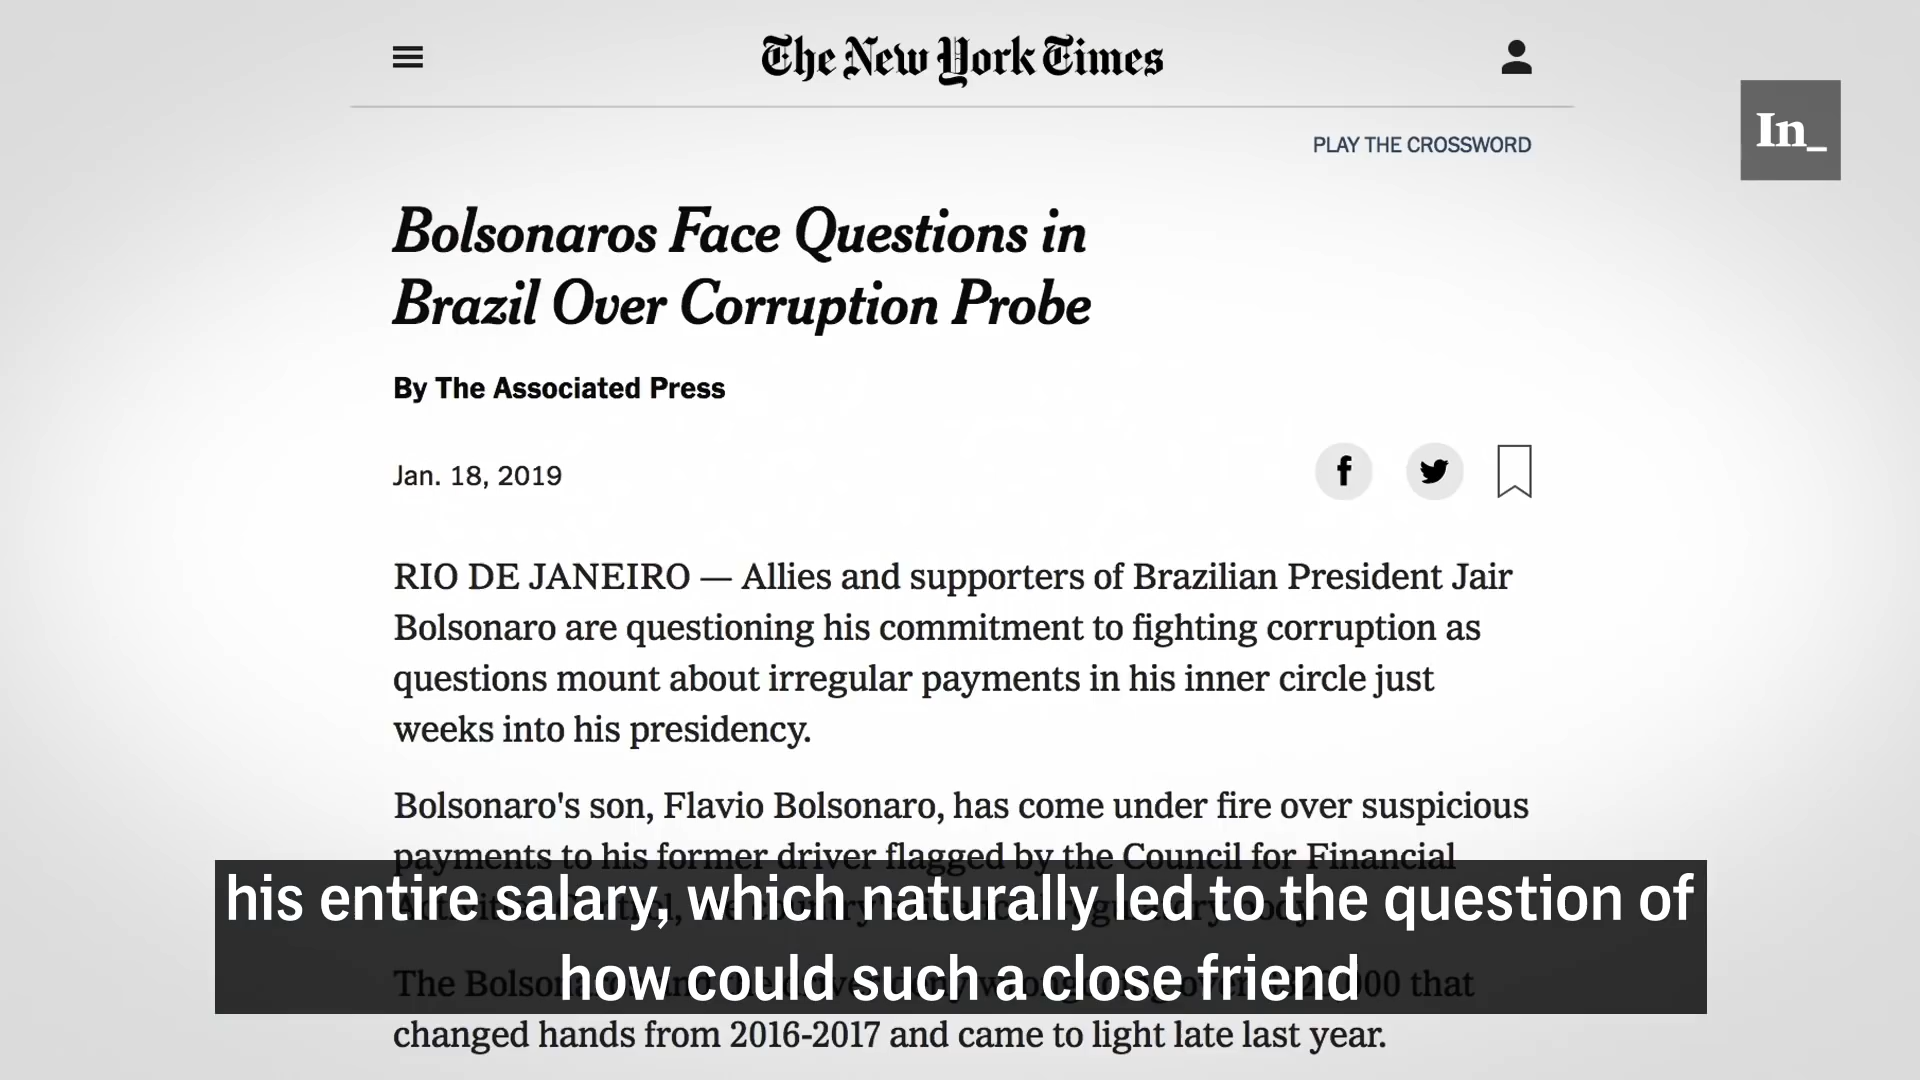 The New York Times
In_
PLAY THE CROSSWORD
Bolsonaros Face Questions in
Brazil Over Corruption Probe
By The Associated Press
Jan. 18, 2019
RIO DE JANEIRO — Allies and supporters of Brazilian President Jair
Bolsonaro are questioning his commitment to fighting corruption as
questions mount about irregular payments in his inner circle just
weeks into his presidency.
Bolsonaro's son, Flavio Bolsonaro, has come under fire over suspicious
payments to his former driver flagged by the Council for Financial
his entire salary, which naturally led to the question of
how could such a close friend
The that
changed hands from 2016-2017 and came to light late last year.